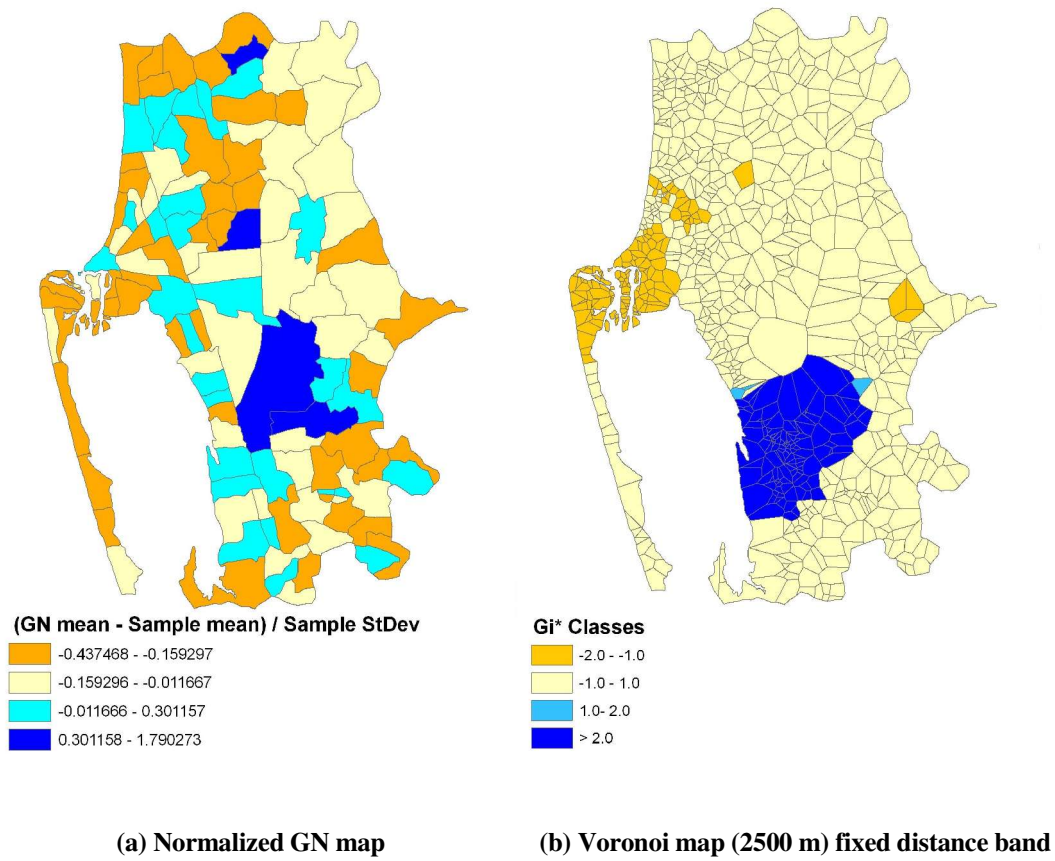 (GN mean - Sample mean) / Sample StDev
-0.437468 - -0.159297
-0.159296 - -0.011667
-0.011666 - 0.301157
0.301158 - 1.790273
Gi* Classes
-2.0 - -1.0
-1.0 - 1.0
1.0- 2.0
> 2.0
(a) Normalized GN map
(b) Voronoi map (2500 m) fixed distance band